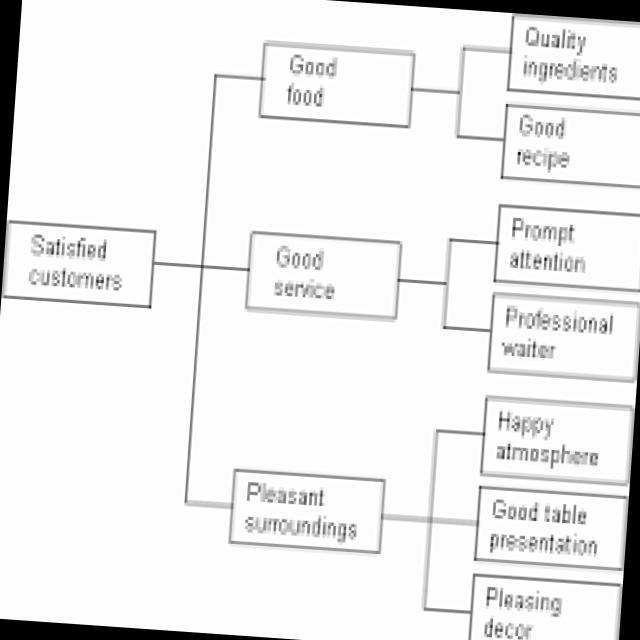 Quality
ingredients
Good
food
Good
recipe
Prompt
attention
Satisfied
customers
Good
service
Professional
waiter
Happy
atmosphere
Pleasant
surroundings
Good table
presentation
Pleasing
decor